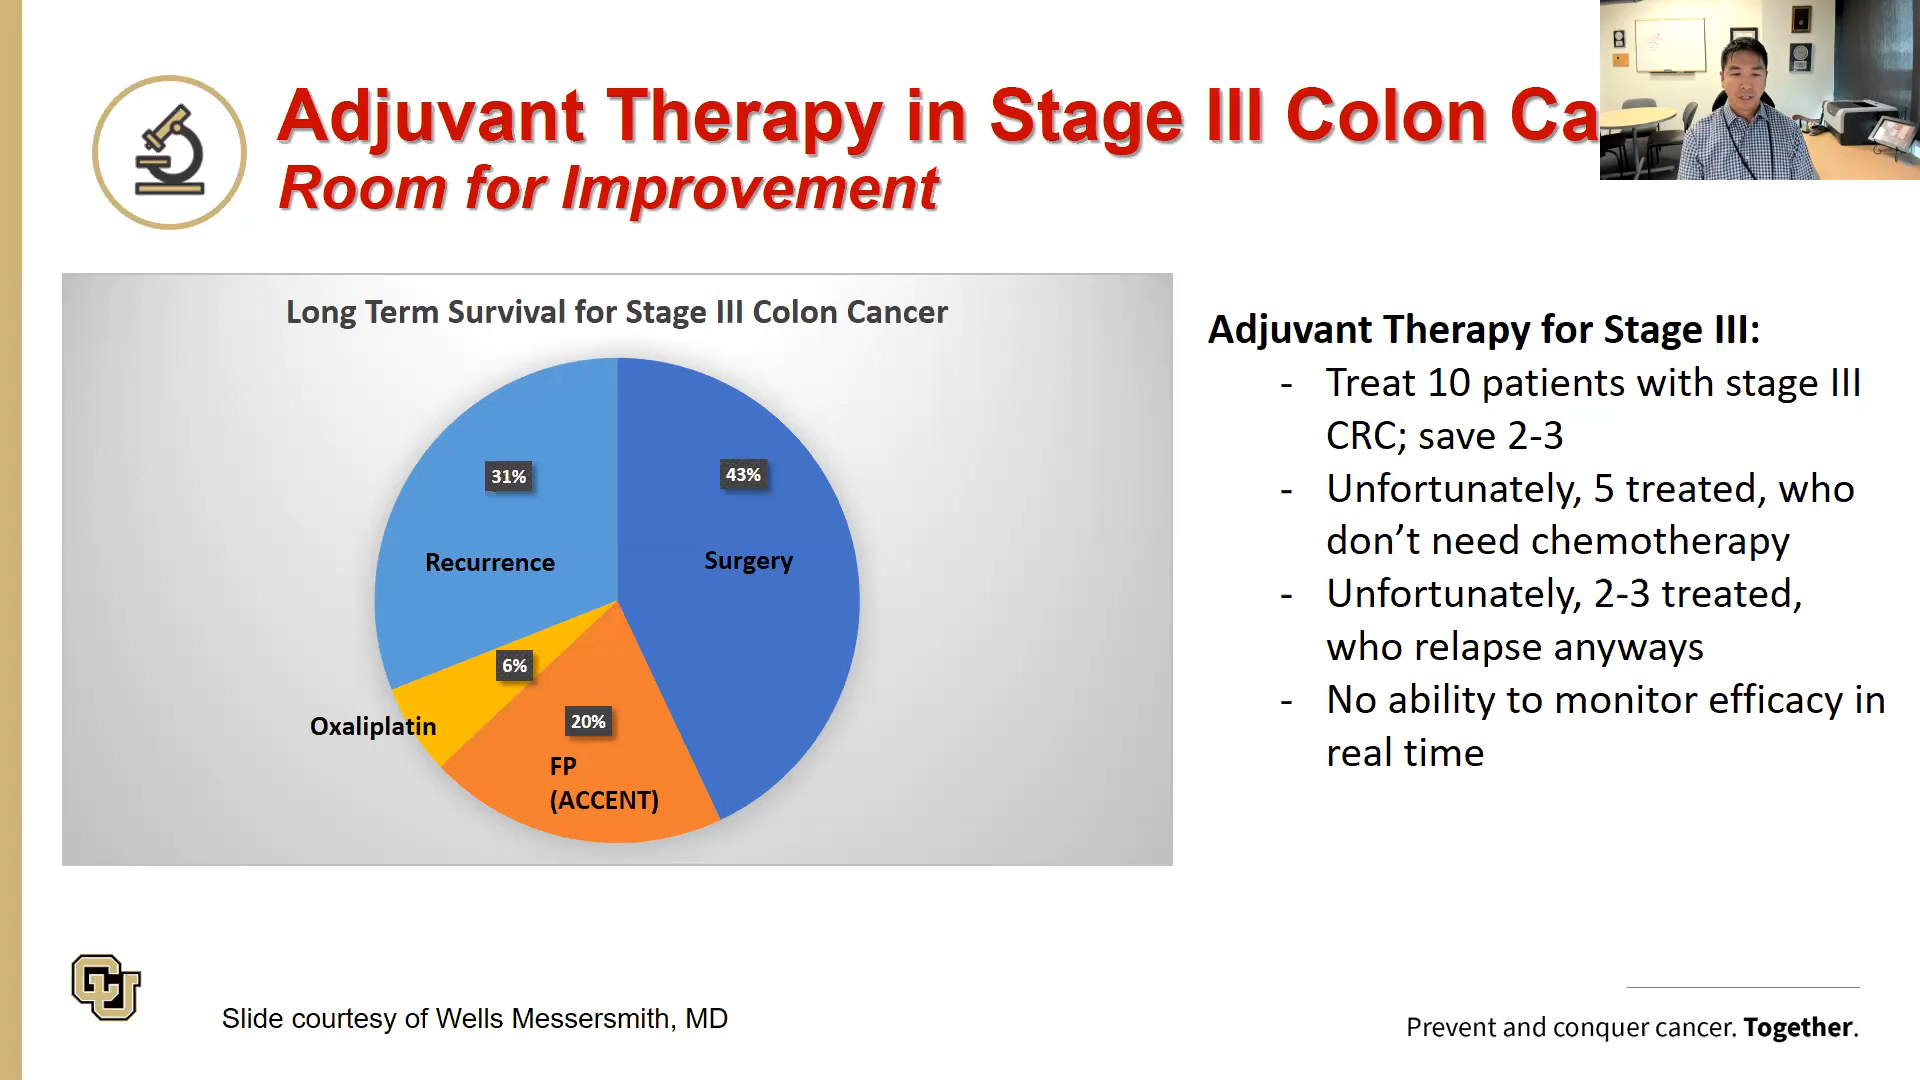 Adjuvant Therapy in Stage III Colon Ca
Room for Improvement
Long Term Survival for Stage III Colon Cancer
31%
43%
Recurrence
Surgery
6%
Oxaliplatin
20%
FP
(ACCENT)
Adjuvant Therapy for Stage III:
- Treat 10 patients with stage III
CRC; save 2-3
- Unfortunately, 5 treated, who
don’t need chemotherapy
- Unfortunately, 2-3 treated,
who relapse anyways
- No ability to monitor efficacy in
real time
CU
Slide courtesy of Wells Messersmith, MD
Prevent and conquer cancer. Together.